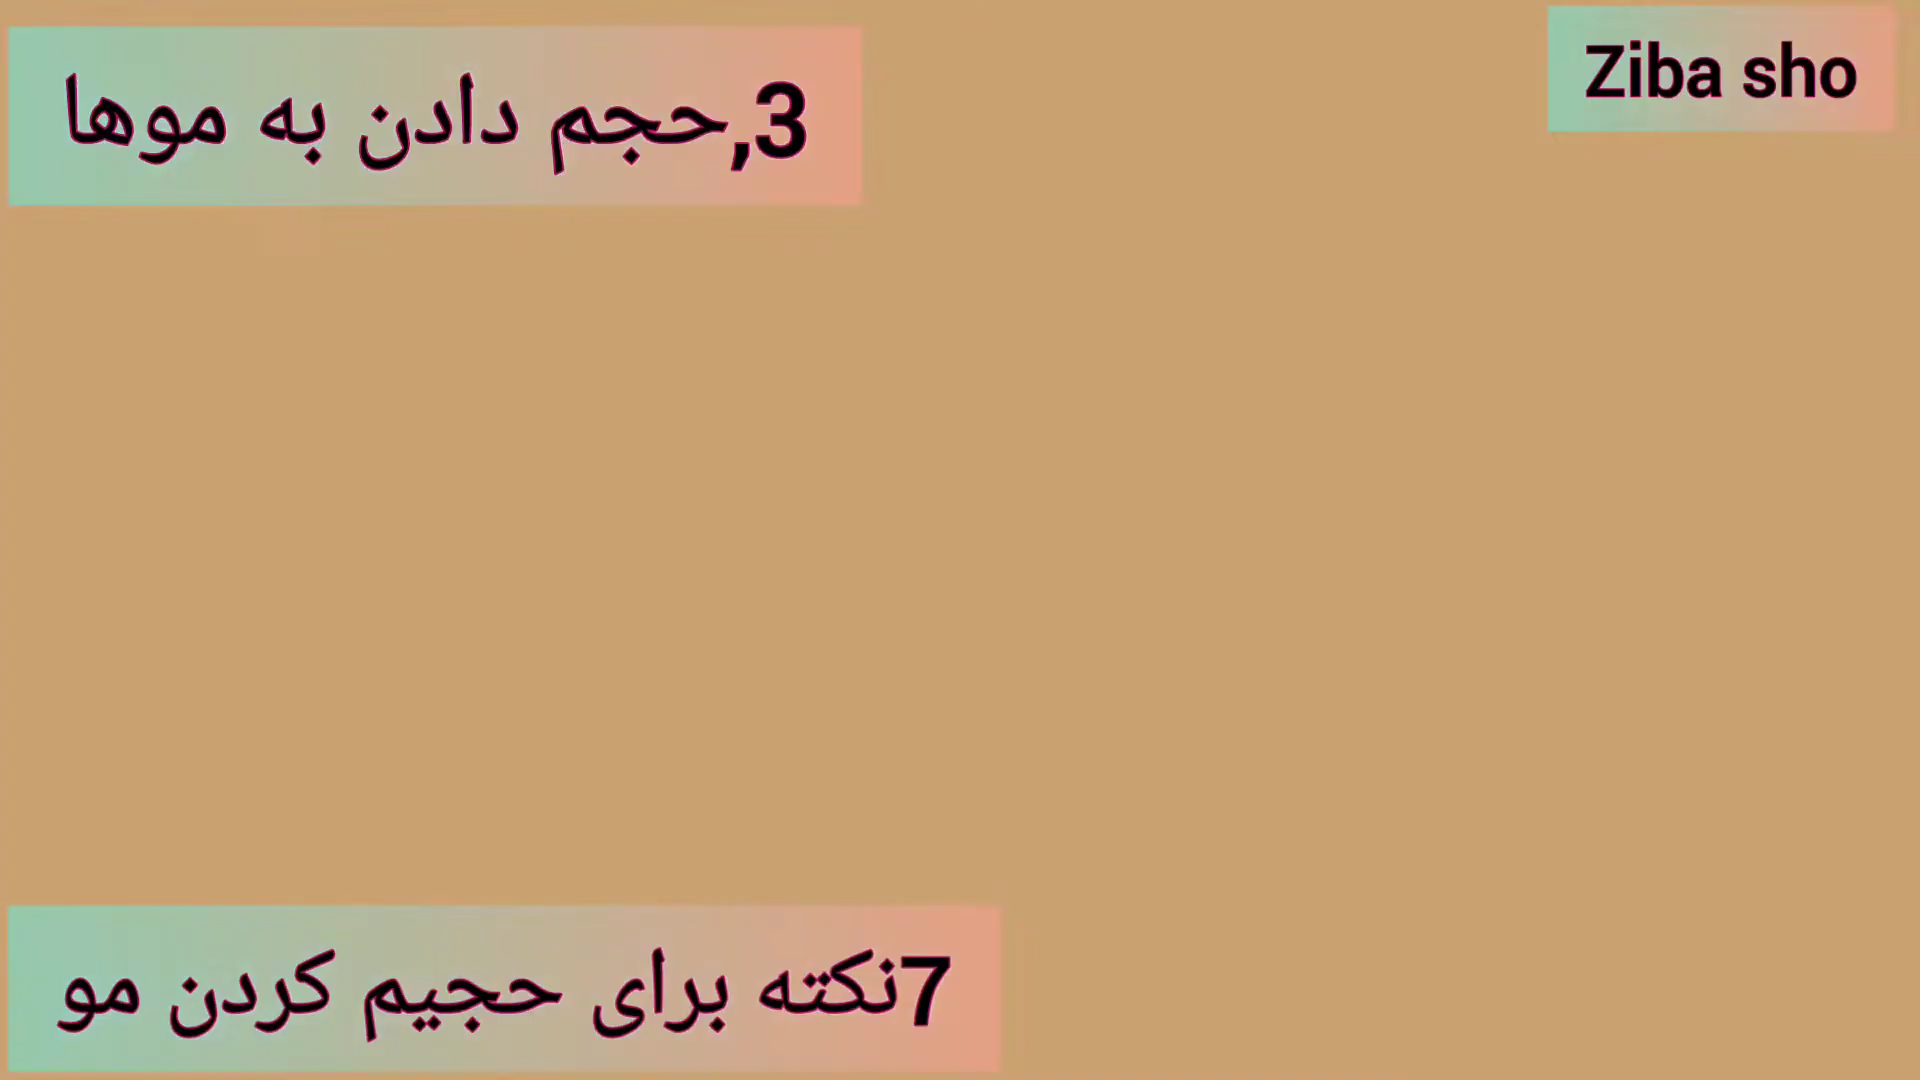 3,حجم دادن به موها
Ziba sho
7نکته برای حجیم کردن مو